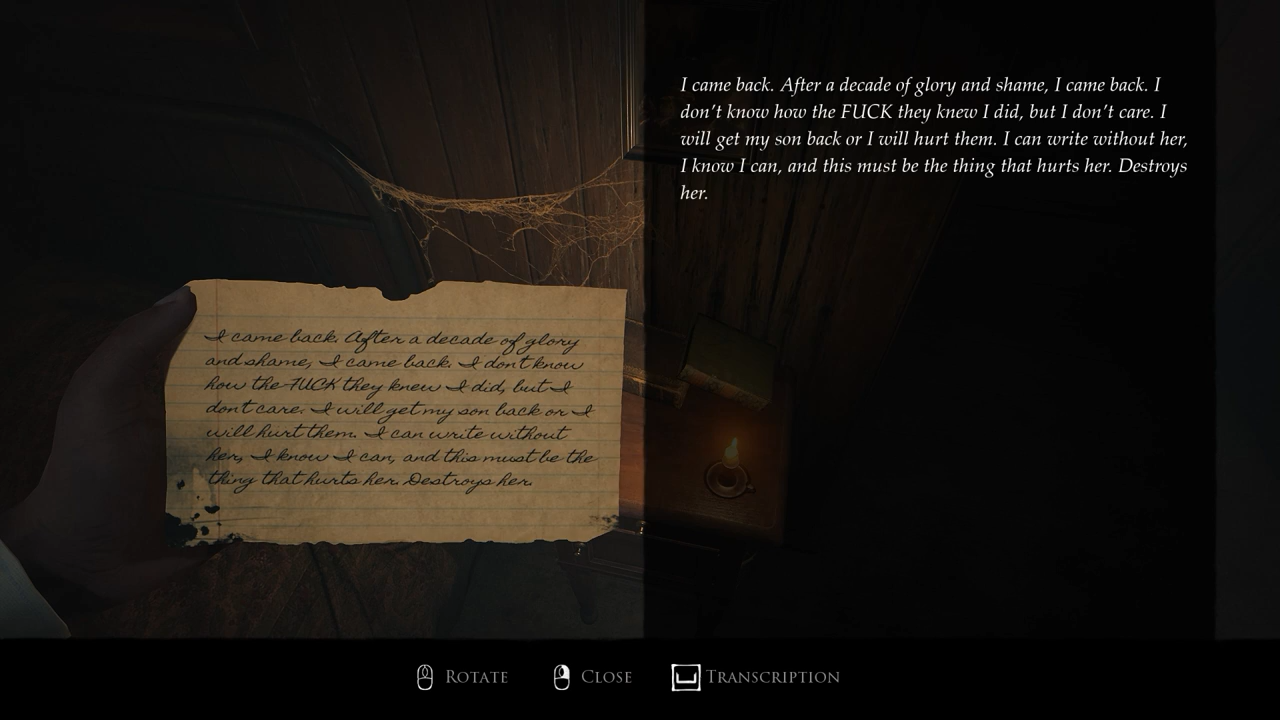 I came back. After a decade of glory and shame, I came back. I
don't know how the FUCK they knew I did, but I don't care. I
will get my son back or I will hurt them. I can write without her,
I know I can, and this must be the thing that hurts her. Destroys
her.
I came back. After a decade of glory
and shame, I came back. I don't know
how the FUCK they knew I did, but I
don't care. I will get my son back or I
will hurt them. I can write without
her, I know I can, and this must be the
thing that hurts her. Destroys her.
ROTATE CLOSE TRANSCRIPTION